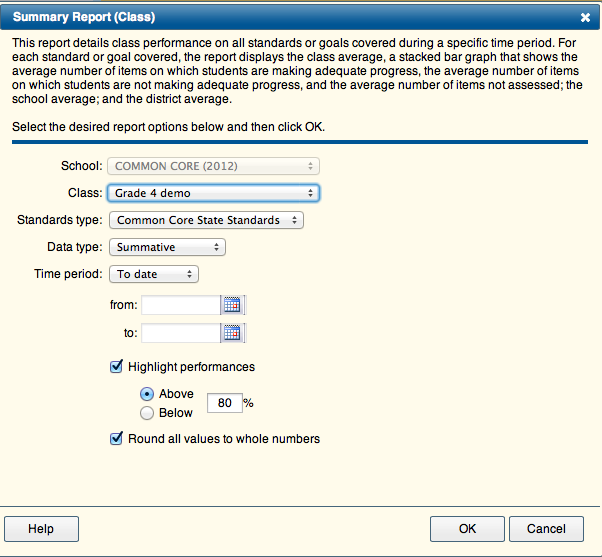 Summary Report (Class)
This report details class performance on all standards or goals covered during a specific time period. For
each standard or goal covered, the report displays the class average, a stacked bar graph that shows the
average number of items on which students are making adequate progress, the average number of items
on which students are not making adequate progress, and the average number of items not assessed; the
school average; and the district average.
Select the desired report options below and then click OK.
School: COMMON CORE (2012)
Class: Grade 4 demo
Standards type: Common Core State Standards
Data type: Summative
Time period: To date
from:
to:
Highlight performances
Above
80 %
Below
Round all values to whole numbers
Help OK Cancel